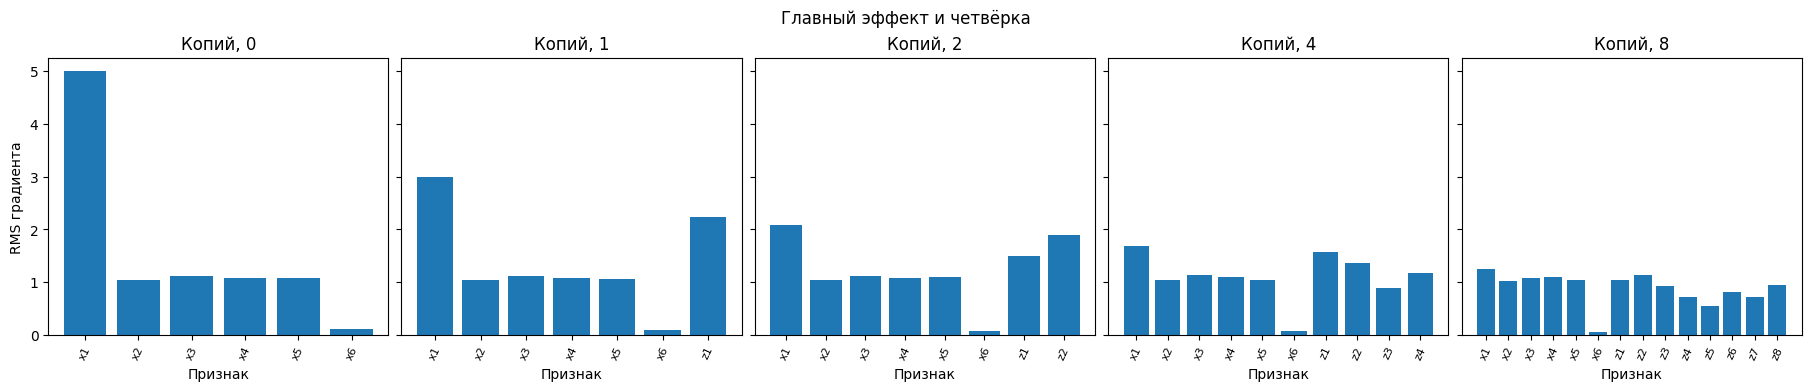 Главный эффект и четвёрка
Копий, 0
Копий, 1
Копий, 2
Копий, 4
Копий, 8
RMS градиента
5
4
3
2
1
0
x1 x2 x3 x4 x5 x6
x1 x2 x3 x4 x5 x6 z1
x1 x2 x3 x4 x5 x6 z1 z2
x1 x2 x3 x4 x5 x6 z1 z2 z3 z4
x1 x2 x3 x4 x5 x6 z1 z2 z3 z4 z5 z6 z7 z8
Признак
Признак
Признак
Признак
Признак